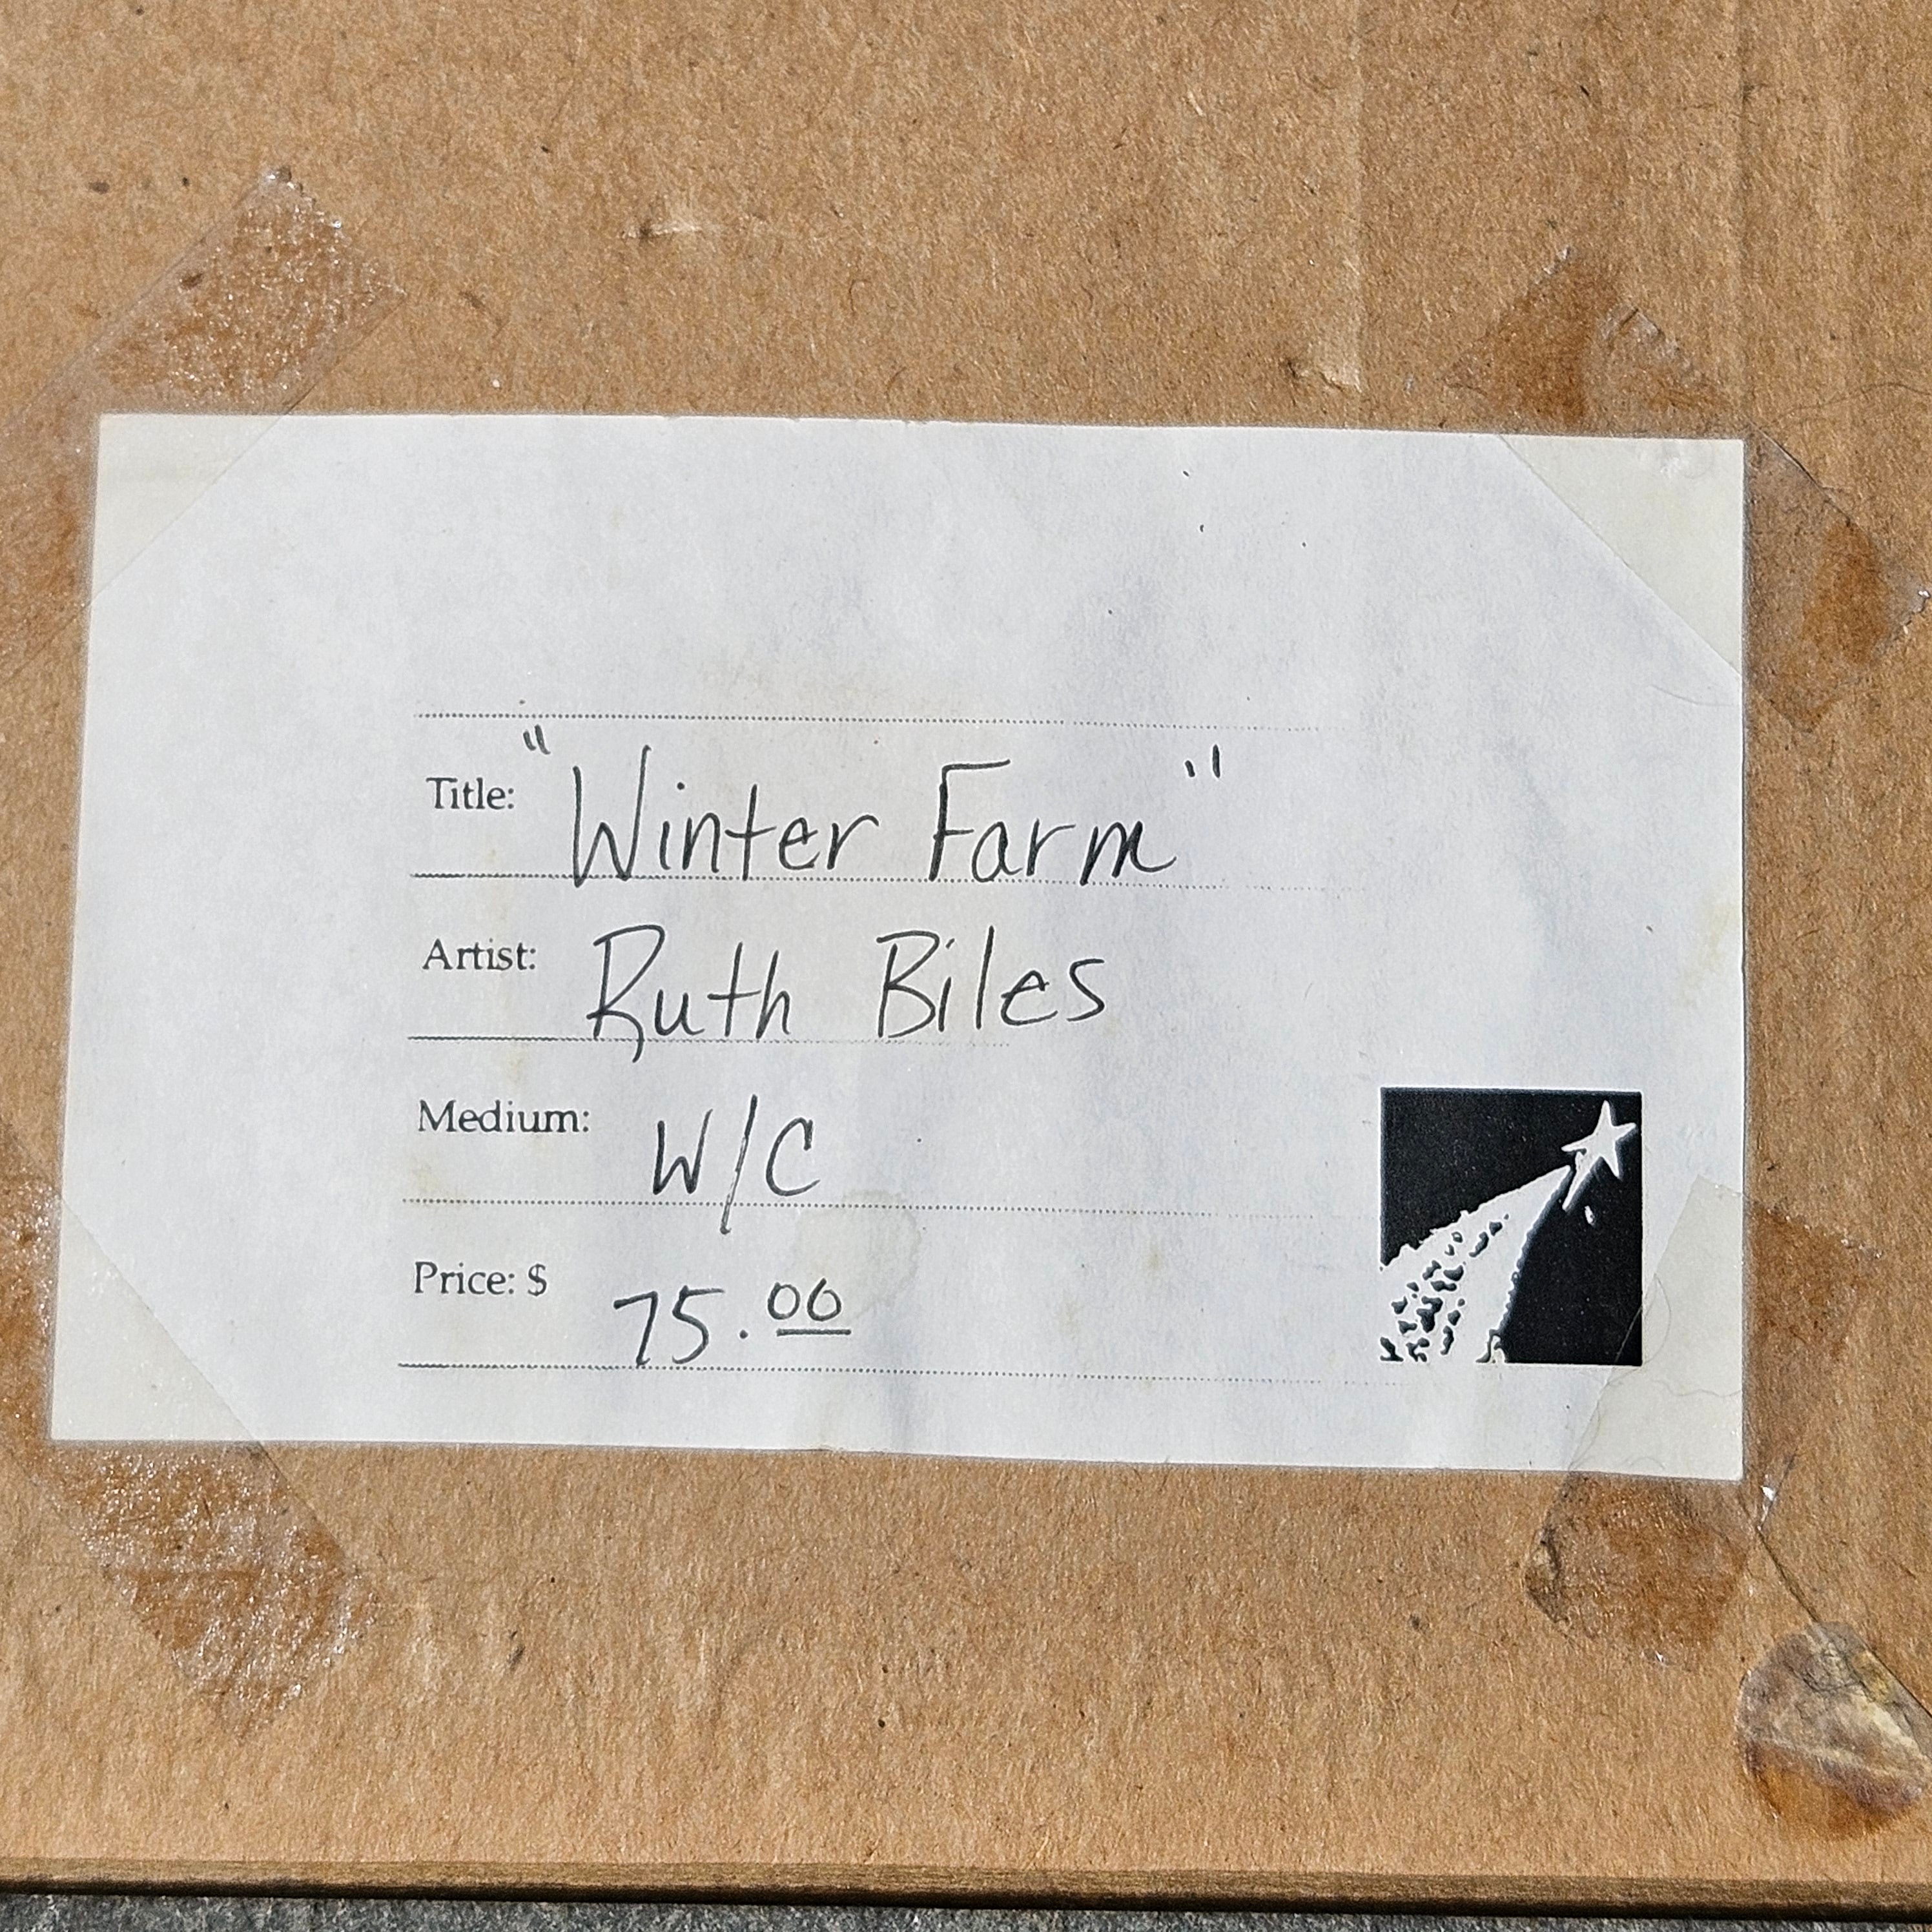 Title: "Winter Farm"
Artist: Ruth Biles
Medium: W/C
Price: $ 75.00